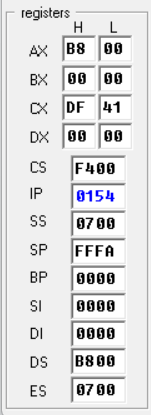 registers
H L
AX B8 00
BX 00 00
CX DF 41
DX 00 00
CS F400
IP 0154
SS 0700
SP FFFA
BP 0000
SI 0000
DI 0000
DS B800
ES 0700